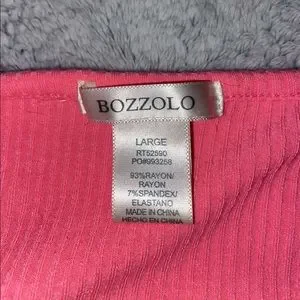 BOZZOLO
LARGE
RT52590
PO#993258
93%RAYON/
RAYON
7%SPANDEX/
ELASTANO
MADE IN CHINA
HECHO EN CHINA